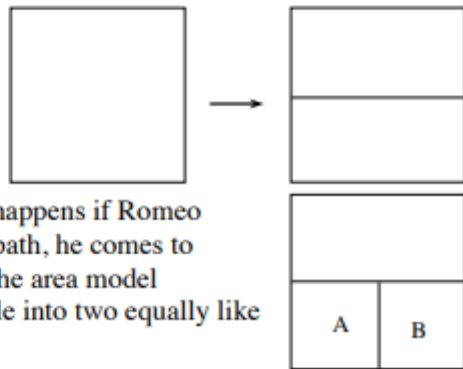 happens if Romeo
path, he comes to
he area model
le into two equally like
A B